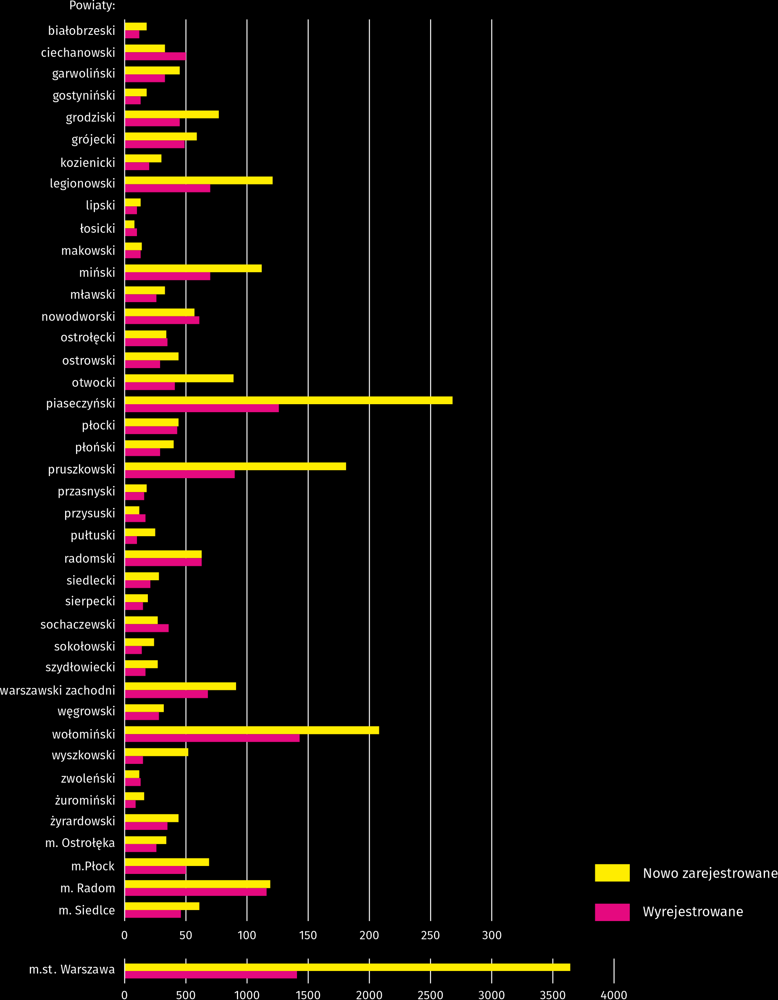 Powiaty:
białobrzeski
ciechanowski
garwoliński
gostyniński
grodziski
grójecki
kozienicki
legionowski
lipski
łosicki
makowski
miński
mławski
nowodworski
ostrołęcki
ostrowski
otwocki
piaseczyński
płocki
płoński
pruszkowski
przasnyski
przysuski
pułtuski
radomski
siedlecki
sierpecki
sochaczewski
sokołowski
szydłowiecki
warszawski zachodni
węgrowski
wołomiński
wyszkowski
zwoleński
żuromiński
żyrardowski
m. Ostrołęka
m.Płock
m. Radom
m. Siedlce
0 50 100 150 200 250 300
Nowo zarejestrowane
Wyrejestrowane
m.st. Warszawa
0 500 1000 1500 2000 2500 3000 3500 4000